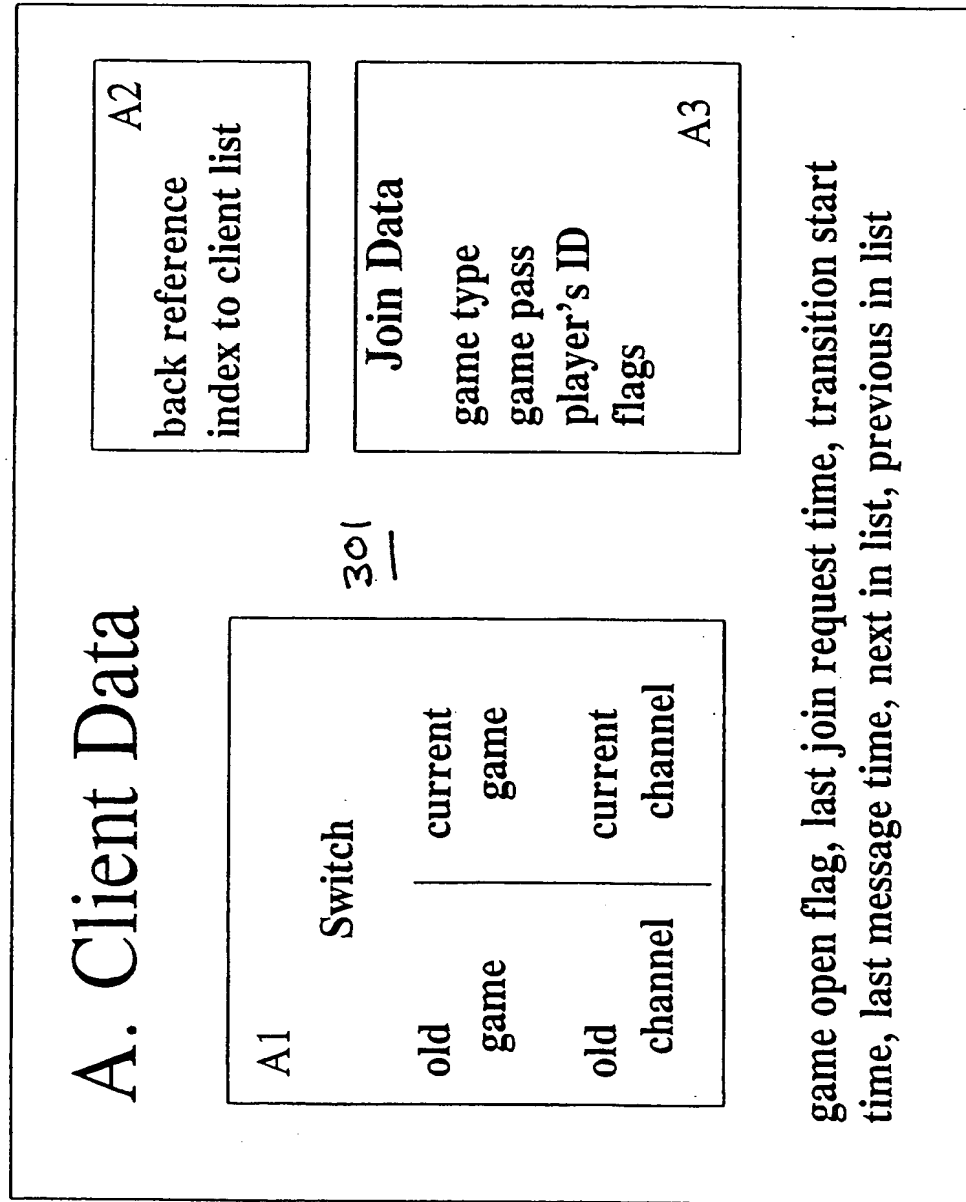 A. Client Data
A1
Switch
old game
current game
old channel
current channel
301
A2
back reference
index to client list
Join Data
game type
game pass
player's ID
flags
A3
game open flag, last join request time, transition start
time, last message time, next in list, previous in list